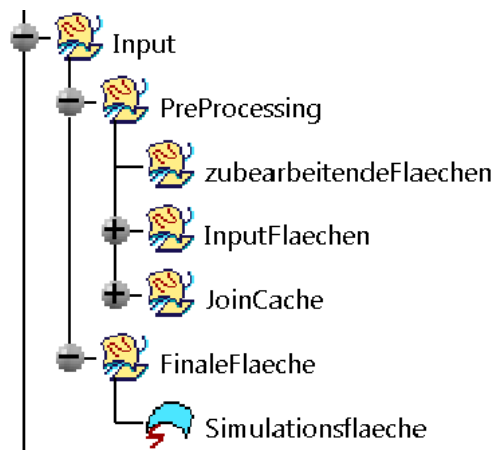 Input
PreProcessing
zubearbeitendeFlaechen
InputFlaechen
JoinCache
FinaleFlaeche
Simulationsflaeche